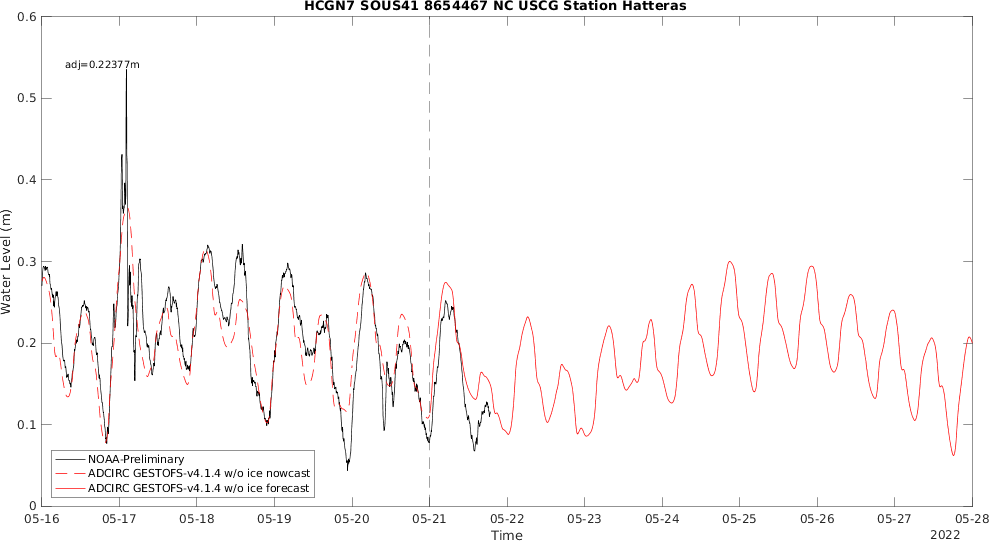 HCGN7 SOUS41 8654467 NC USCG Station Hatteras
0.6
adj=0.22377m
0.5
0.4
0.3
Water Level (m)
0.2
0.1
NOAA-Preliminary
ADCIRC GESTOFS-v4.1.4 w/o ice nowcast
ADCIRC GESTOFS-v4.1.4 w/o ice forecast
0
05-16 05-17 05-18 05-19 05-20 05-21 05-22 05-23 05-24 05-25 05-26 05-27 05-28
Time
2022